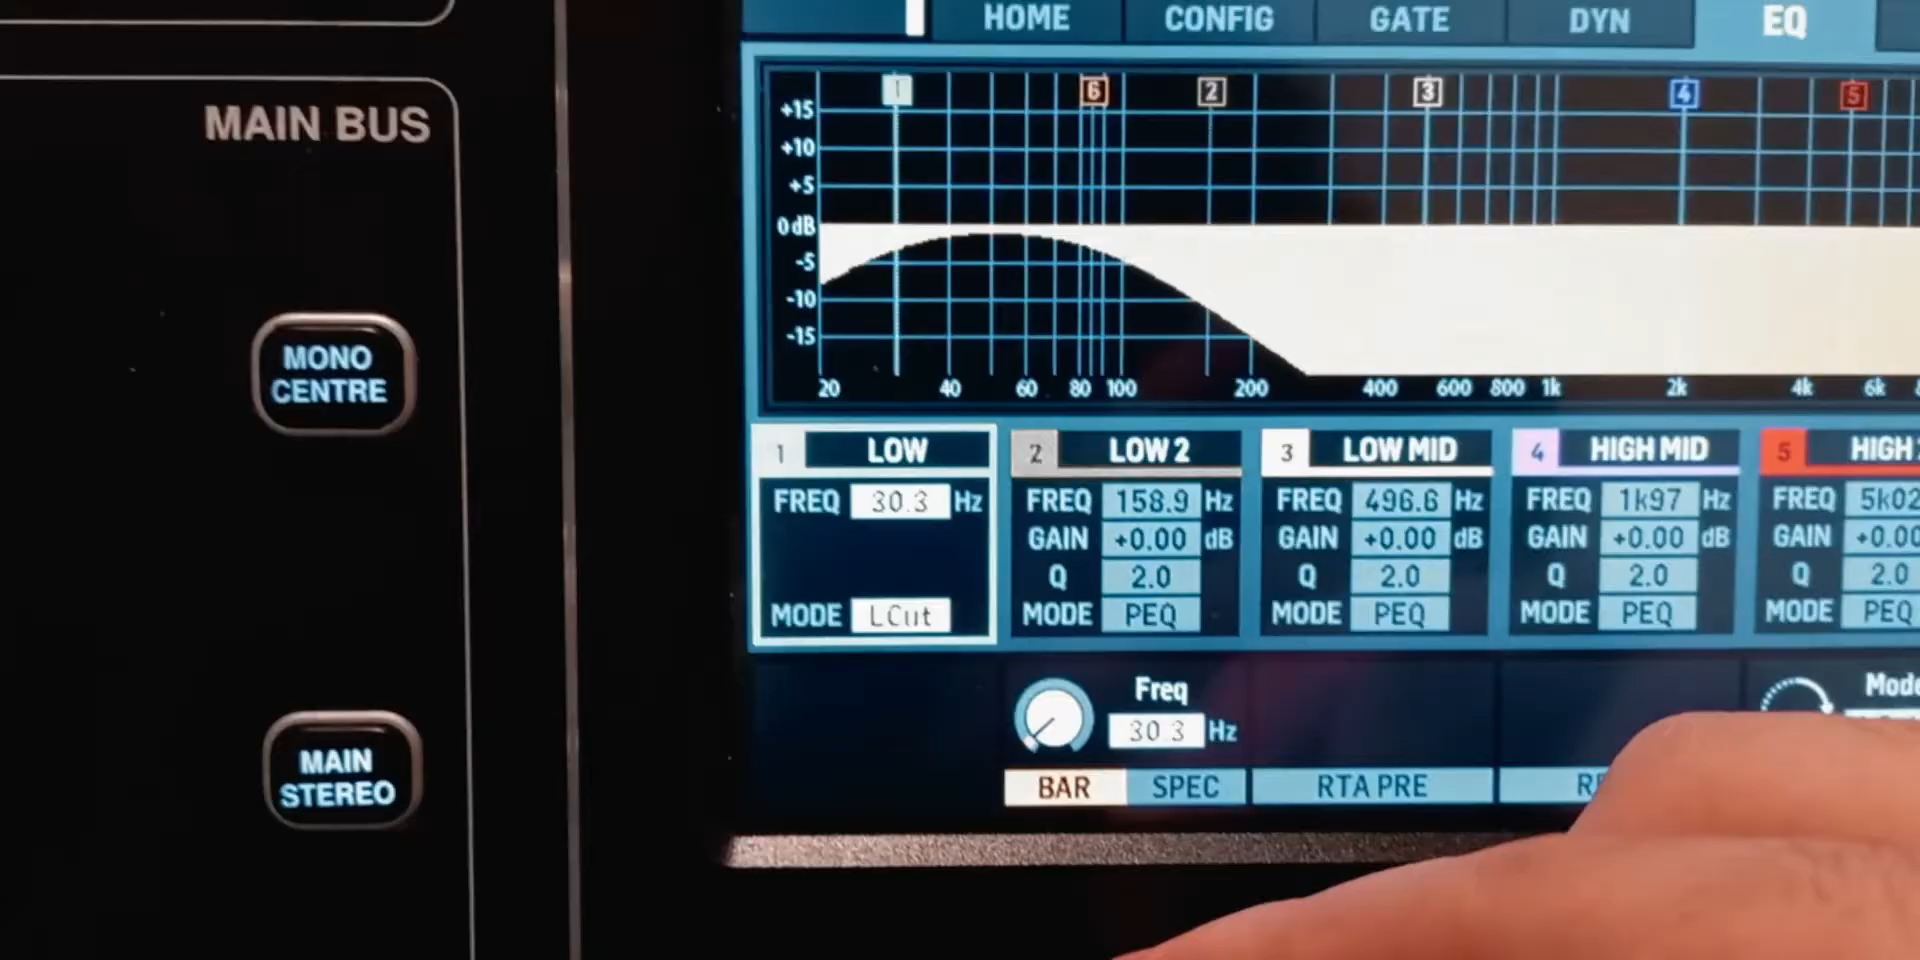 HOME CONFIG GATE DYN EQ
MAIN BUS
1 6 2 3 4 5
+15
+10
+5
0 dB
-5
-10
-15
20 40 60 80 100 200 400 600 800 1k 2k 4k 6k
MONO
CENTRE
1 LOW 2 LOW 2 3 LOW MID 4 HIGH MID 5 HIGH
FREQ 30.3 Hz FREQ 158.9 Hz FREQ 496.6 Hz FREQ 1k97 Hz FREQ 5k02
GAIN +0.00 dB GAIN +0.00 dB GAIN +0.00 dB GAIN +0.00
Q 2.0 Q 2.0 Q 2.0 Q 2.0
MODE LCut MODE PEQ MODE PEQ MODE PEQ MODE PEQ
Freq Mode
30.3 Hz
MAIN
STEREO
BAR SPEC RTA PRE